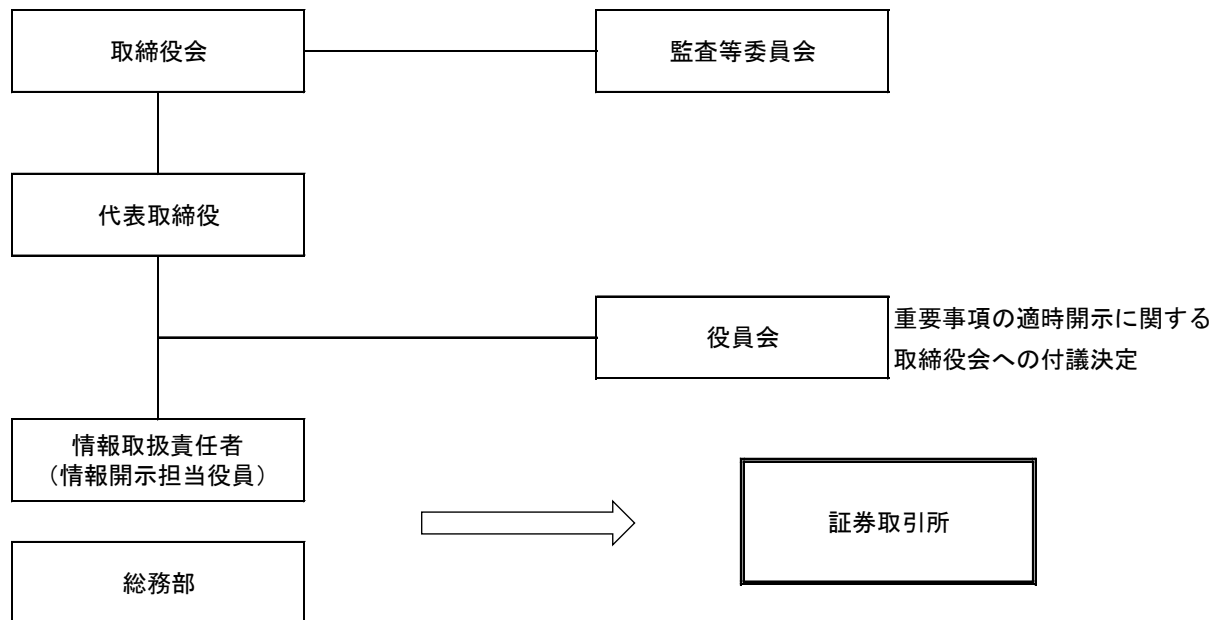 取締役会
監査等委員会
代表取締役
役員会
重要事項の適時開示に関する
取締役会への付議決定
情報取扱責任者
（情報開示担当役員）
証券取引所
総務部